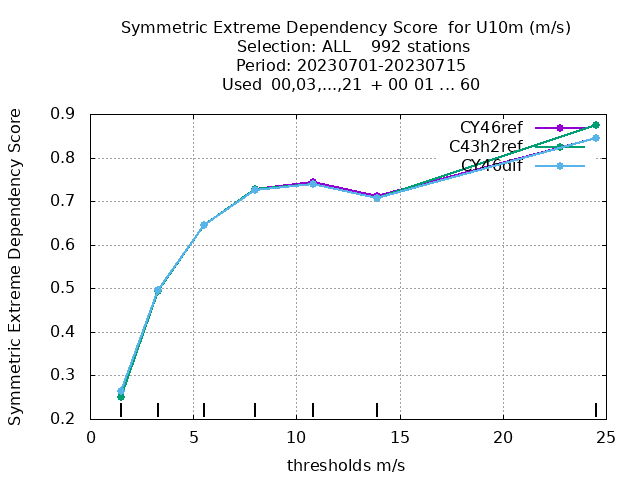 Symmetric Extreme Dependency Score for U10m (m/s)
Selection: ALL 992 stations
Period: 20230701-20230715
Used 00,03,...,21 + 00 01 ... 60
Symmetric Extreme Dependency Score
0.9
0.8
0.7
0.6
0.5
0.4
0.3
0.2
CY46ref
C43h2ref
CY46dif
0 5 10 15 20 25
thresholds m/s